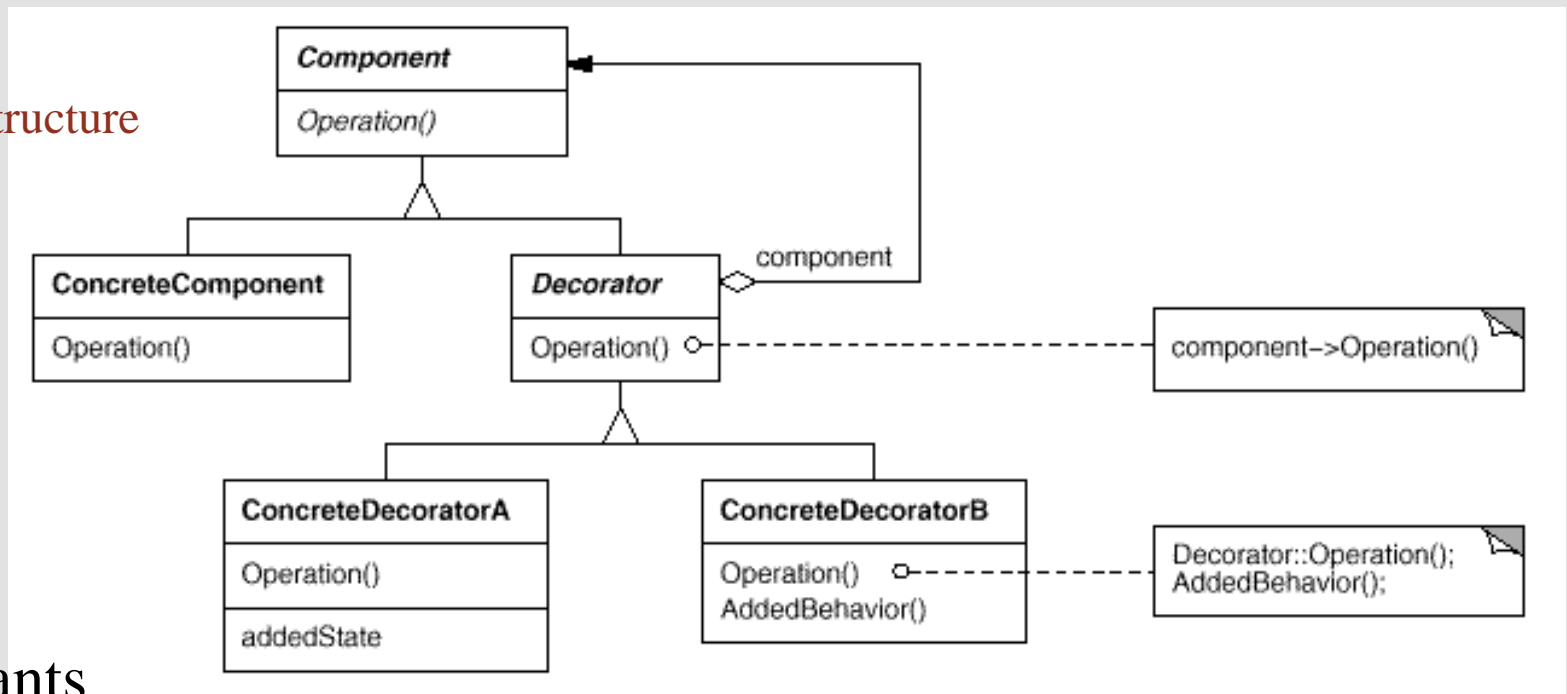 Component
tructure
Operation()
component
ConcreteComponent
Decorator
Operation()
Operation()
component–>Operation()
ConcreteDecoratorA
ConcreteDecoratorB
Operation()
addedState
Operation()
AddedBehavior()
Decorator::Operation();
AddedBehavior();
ants